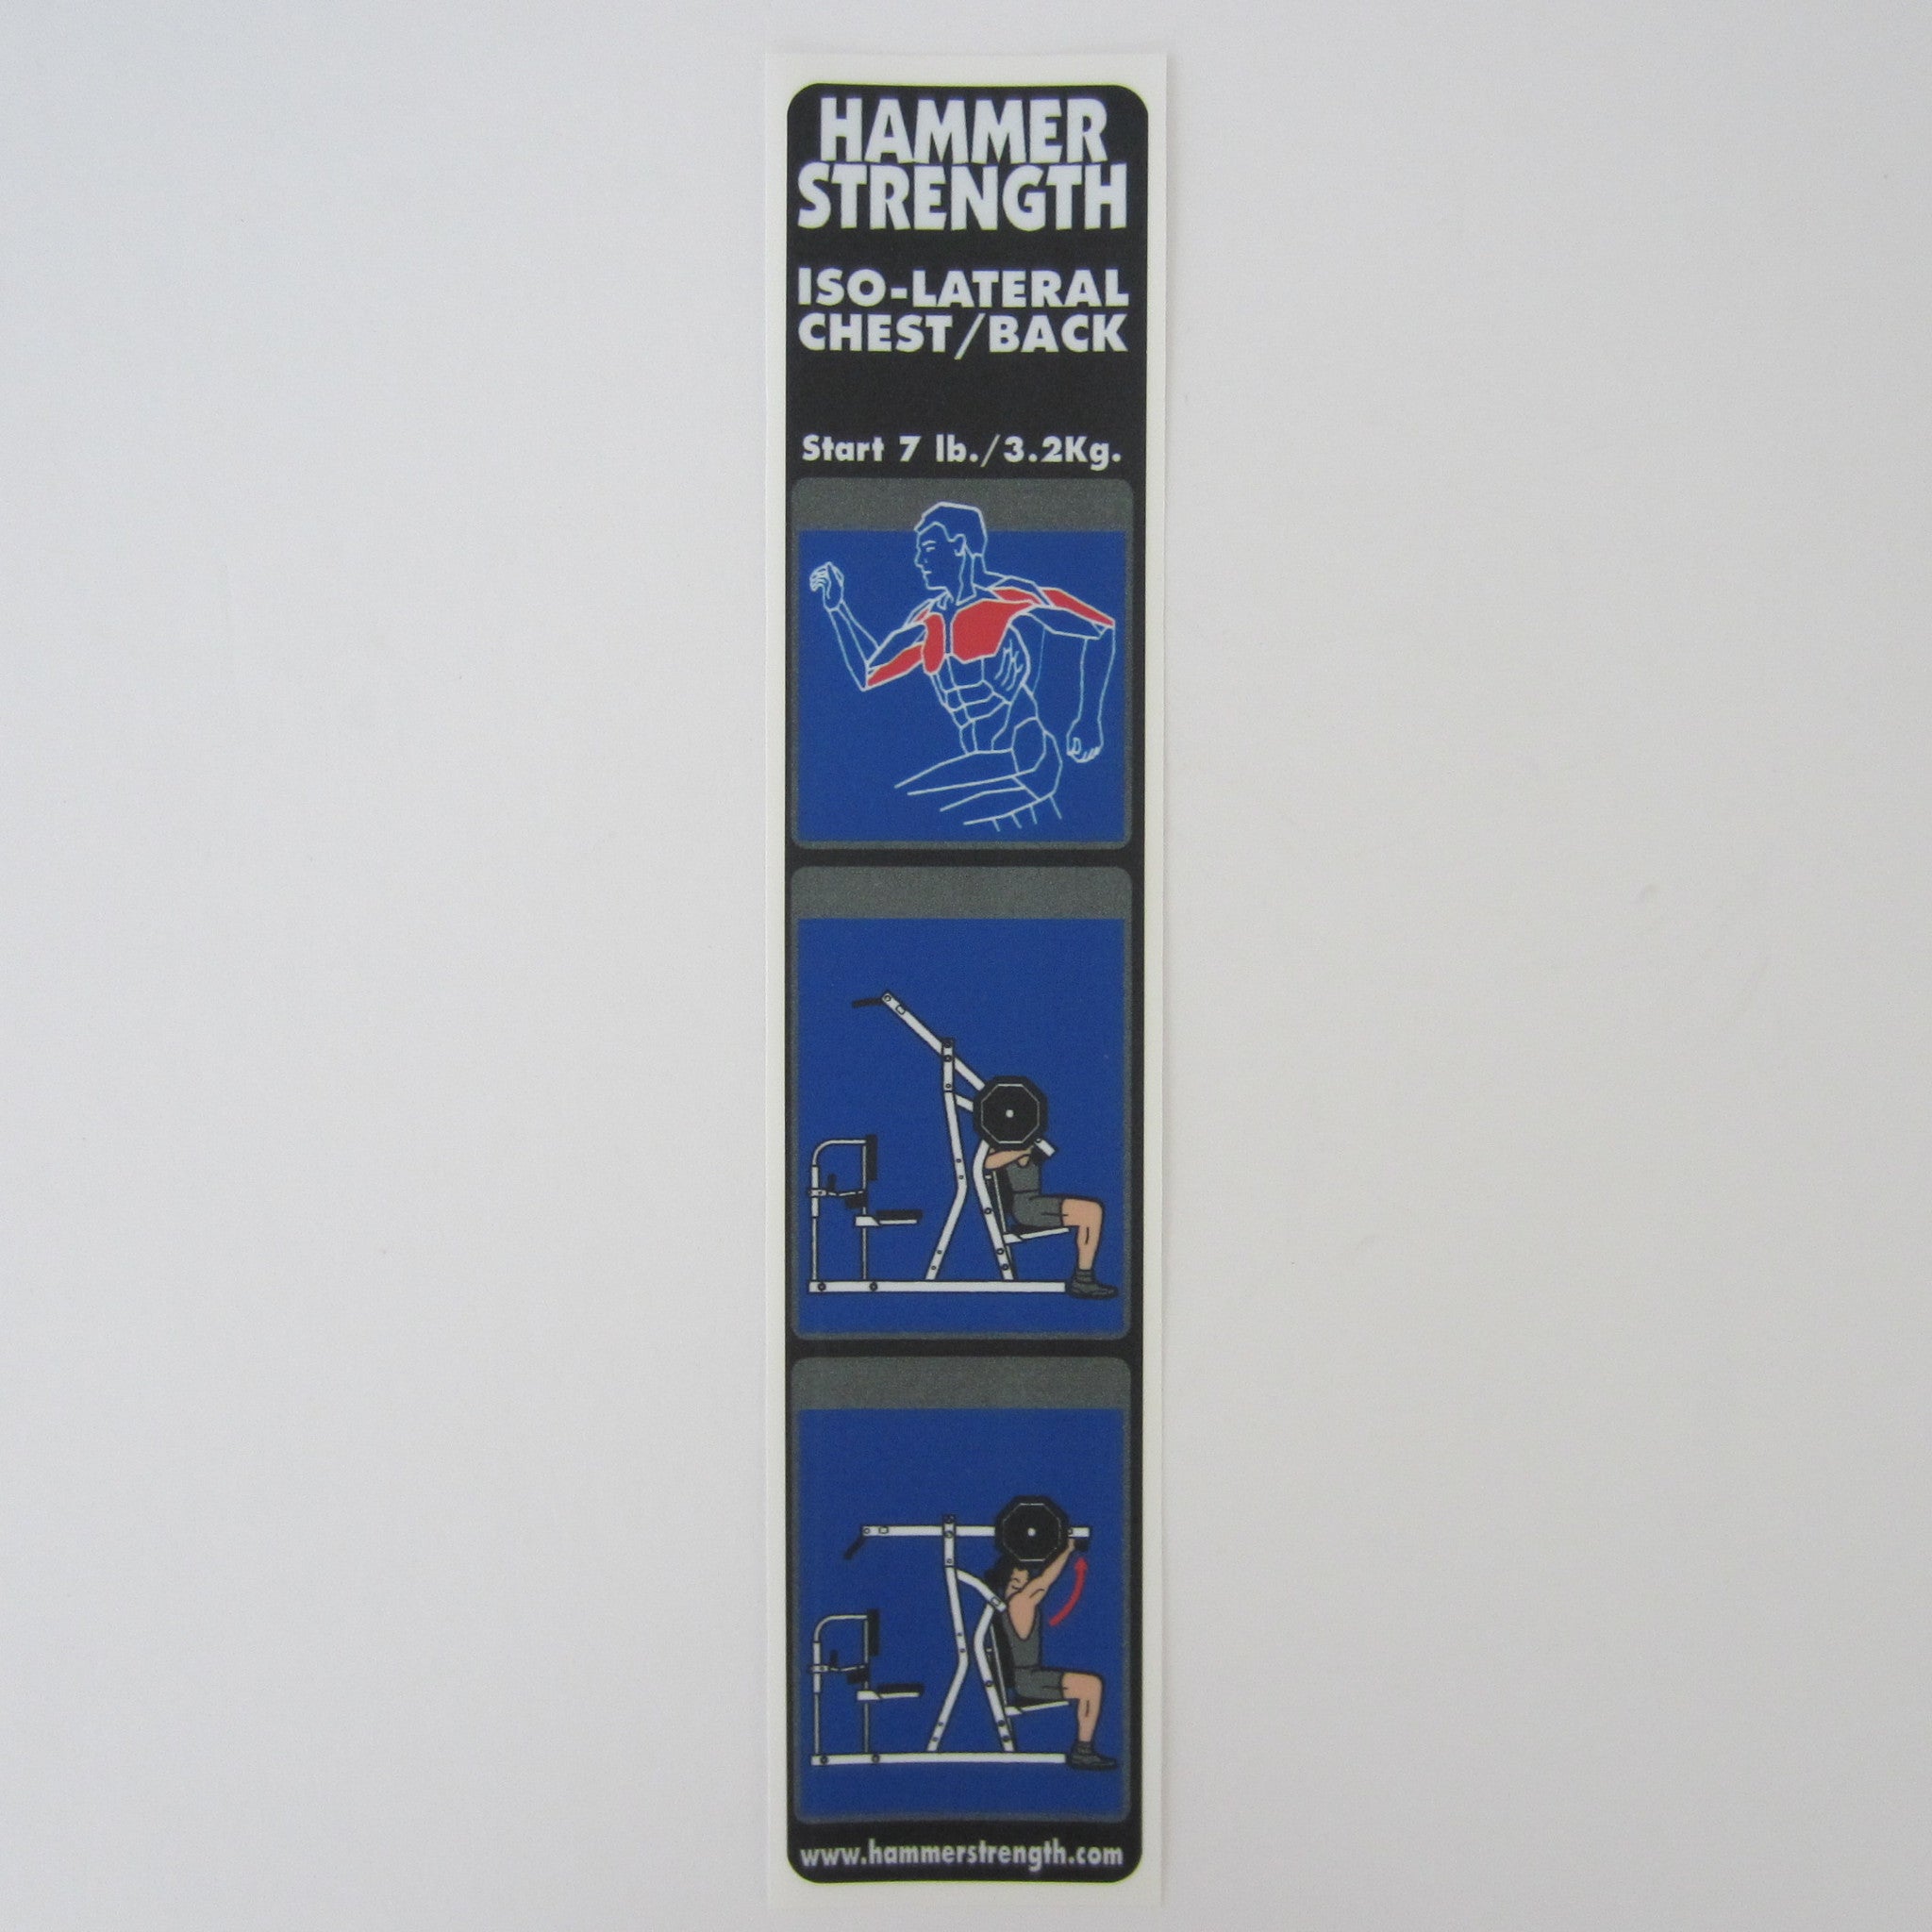 HAMMER
STRENGTH
ISO-LATERAL
CHEST/BACK
Start 7 lb./3.2Kg.
www.hammerstrength.com